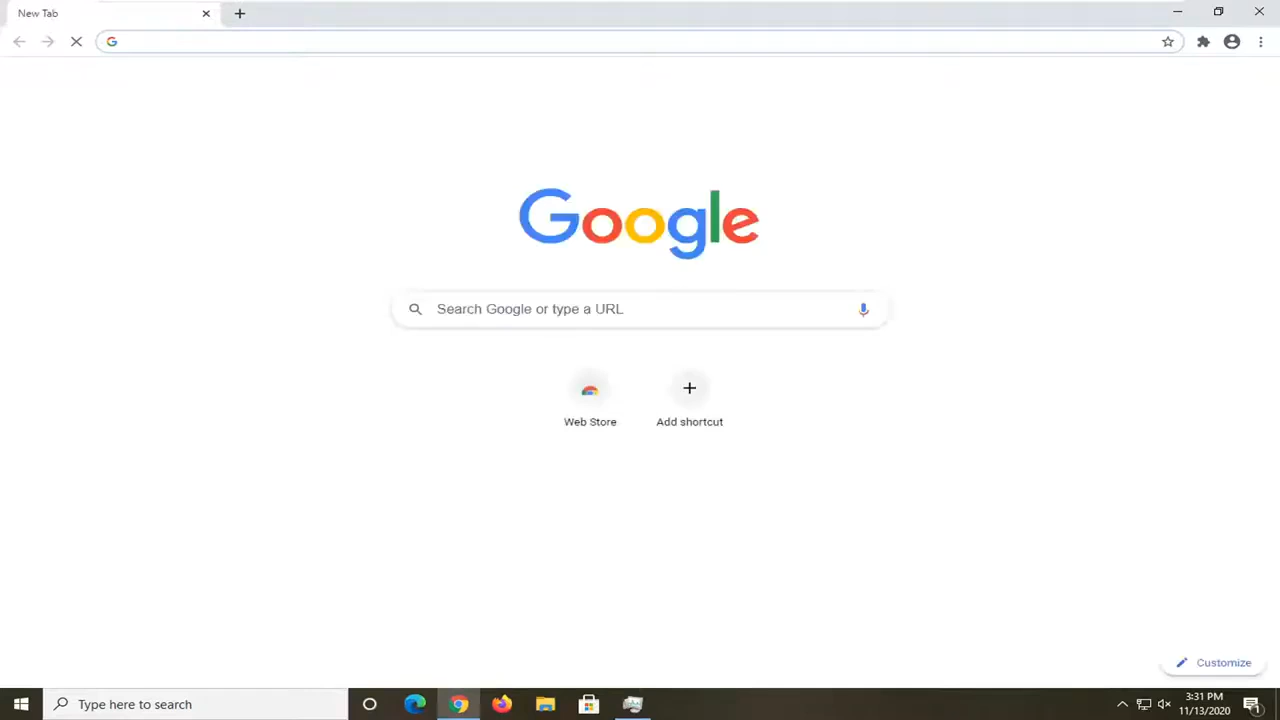 New Tab
Google
Search Google or type a URL
Web Store
Add shortcut
Customize
Type here to search
3:31 PM
11/13/2020
1